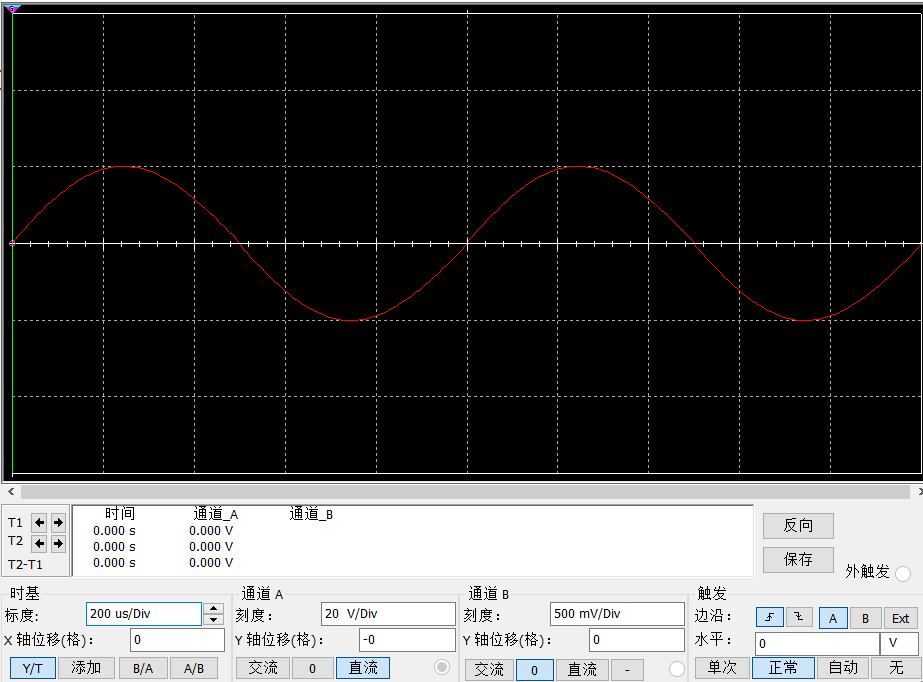 时间 通道_A 通道_B
T1 0.000 s 0.000 V
T2 0.000 s 0.000 V
T2-T1 0.000 s 0.000 V
反向
保存
外触发
时基
标度： 200 us/Div
X 轴位移(格)： 0
Y/T 添加 B/A A/B
通道 A
刻度： 20 V/Div
Y 轴位移(格)： -0
交流 0 直流
通道 B
刻度： 500 mV/Div
Y 轴位移(格)： 0
交流 0 直流 -
触发
边沿： A B Ext
水平： 0 V
单次 正常 自动 无